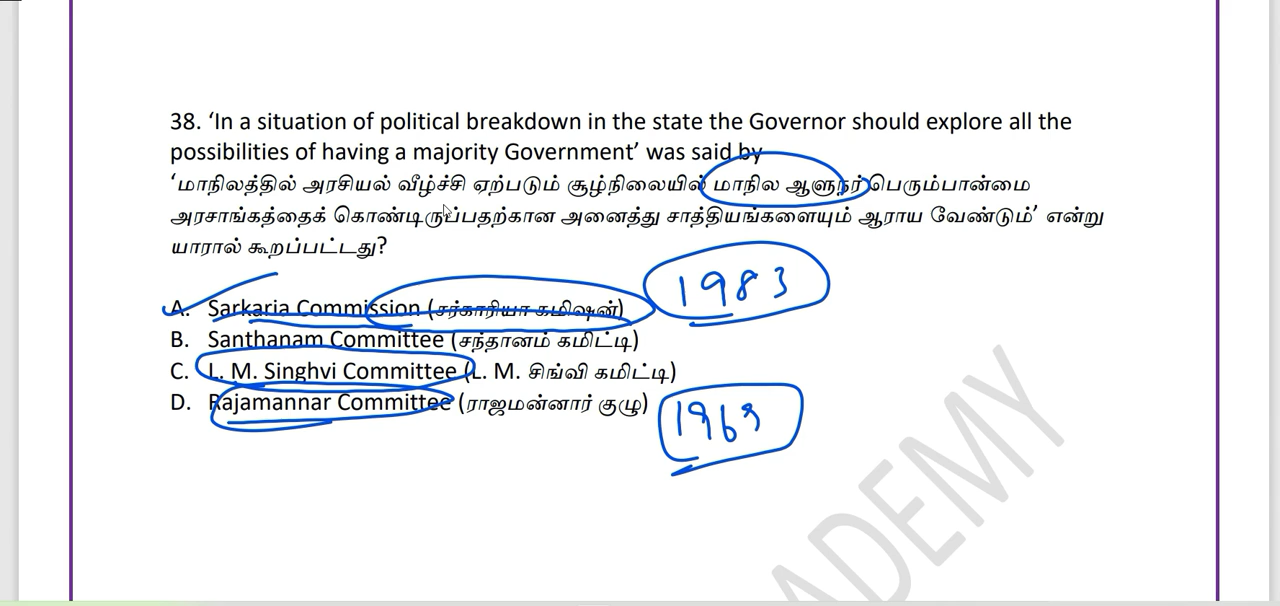 38. ‘In a situation of political breakdown in the state the Governor should explore all the
possibilities of having a majority Government’ was said by
‘மாநிலத்தில் அரசியல் வீழ்ச்சி ஏற்படும் சூழ்நிலையில் மாநில ஆளுநர் பெரும்பான்மை
அரசாங்கத்தைக் கொண்டிருப்பதற்கான அனைத்து சாத்தியங்களையும் ஆராய வேண்டும்’ என்று
யாரால் கூறப்பட்டது?
1983
A. Sarkaria Commission (சர்காரியா கமிஷன்)
B. Santhanam Committee (சந்தானம் கமிட்டி)
C. L. M. Singhvi Committee (L. M. சிங்வி கமிட்டி)
D. Rajamannar Committee (ராஜமன்னார் குழு)
1969
ADEMY